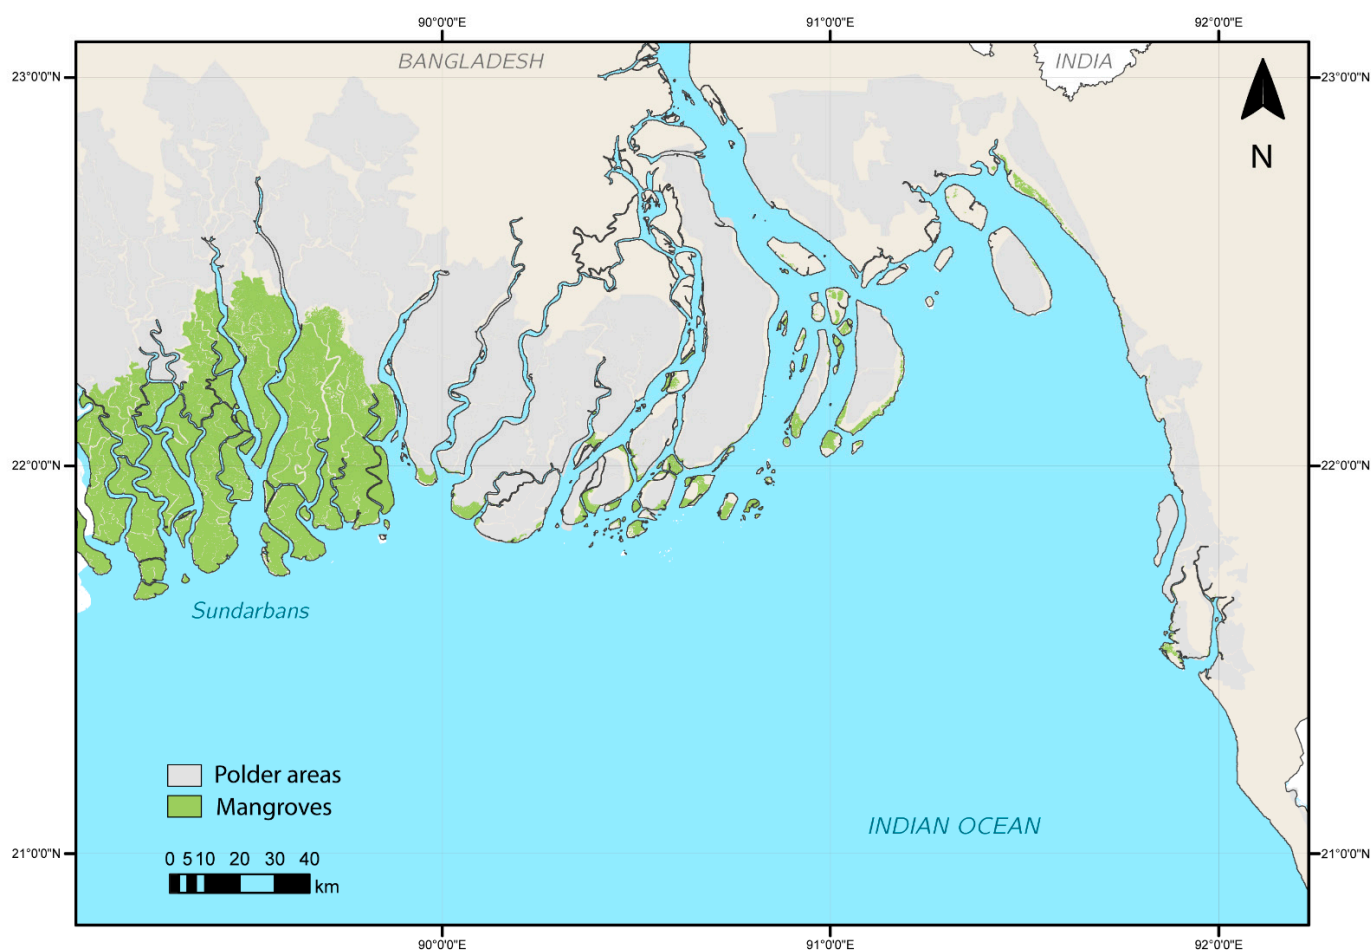 90°0'0"E 91°0'0"E 92°0'0"E
23°0'0"N BANGLADESH INDIA 23°0'0"N
N
22°0'0"N 22°0'0"N
Sundarbans
Polder areas
Mangroves
INDIAN OCEAN
21°0'0"N 21°0'0"N
0 5 10 20 30 40
km
90°0'0"E 91°0'0"E 92°0'0"E